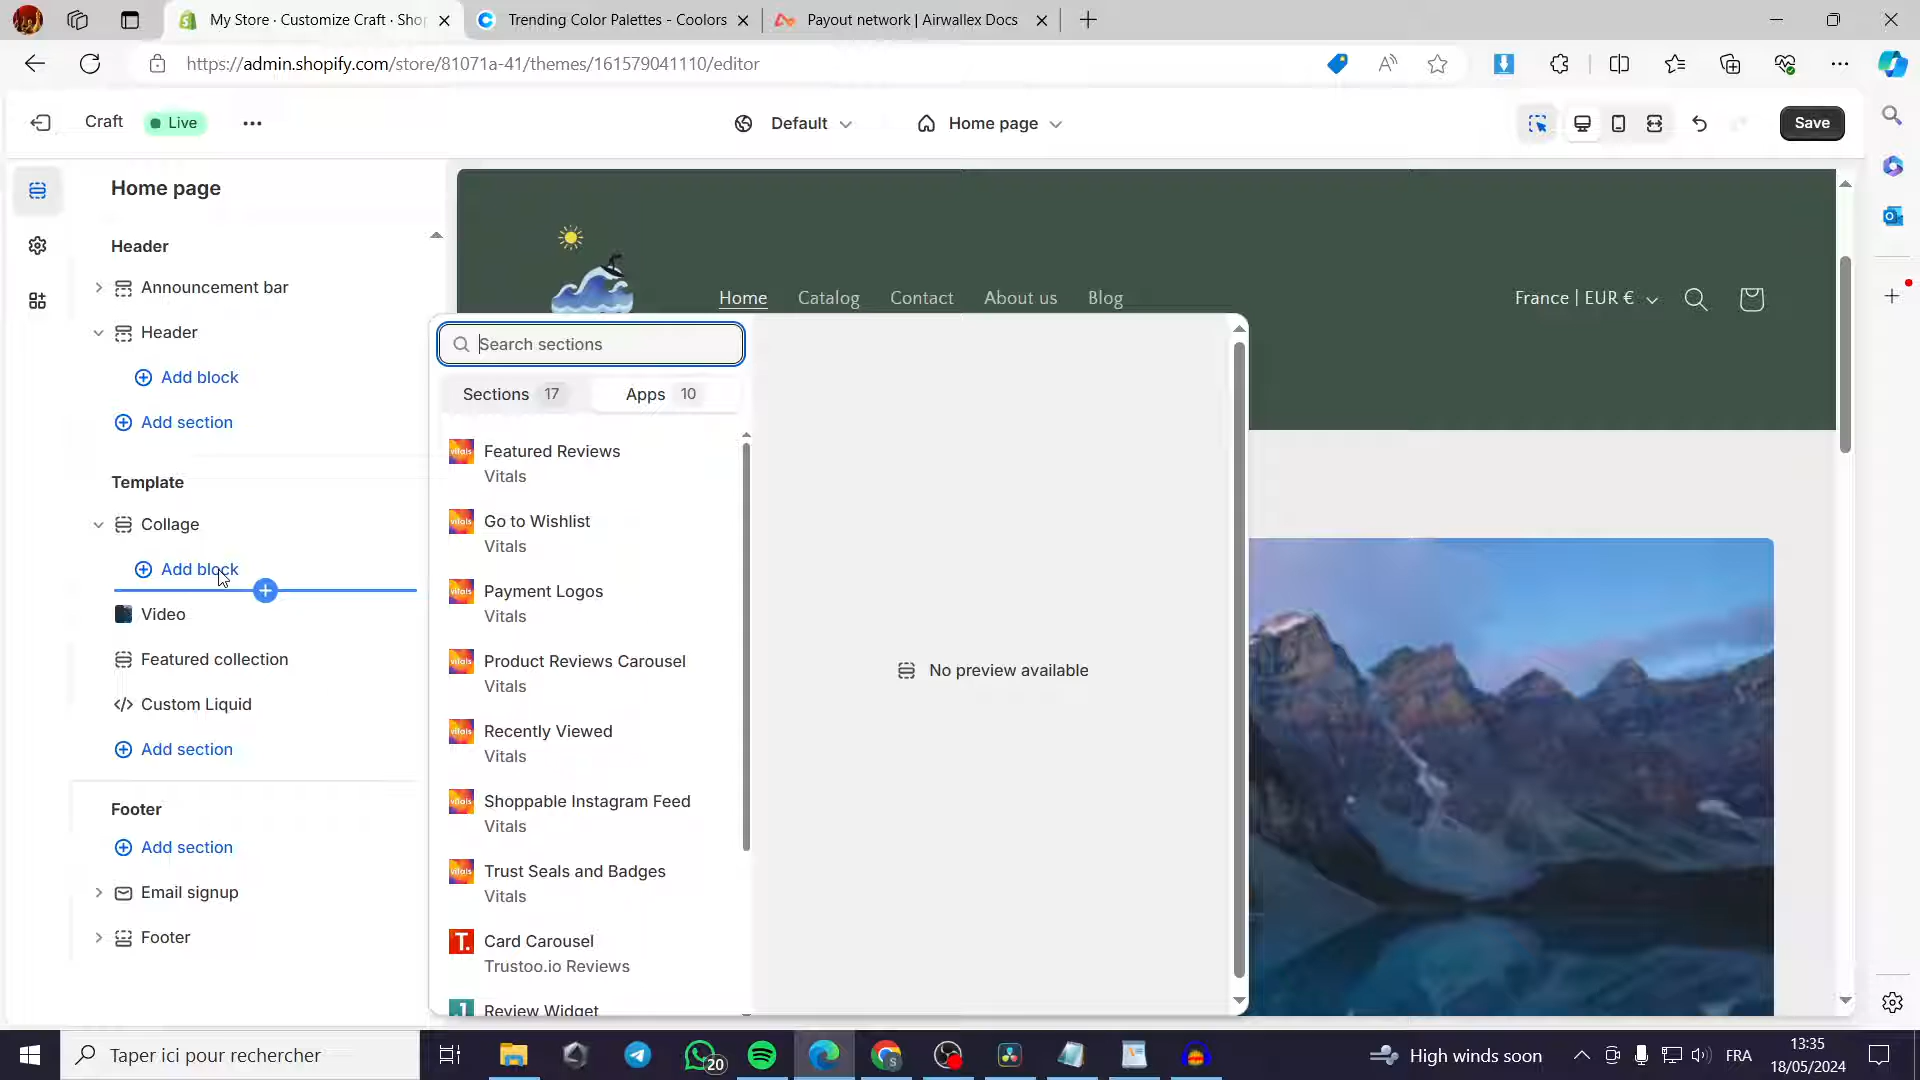 My Store · Customize Craft · Sho
Trending Color Palettes - Coolors
Payout network | Airwallex Docs
https://admin.shopify.com/store/81071a-41/themes/161579041110/editor
Craft
Live
Default
Home page
Save
Home page
Header
Announcement bar
Header
Add block
Add section
Template
Collage
Add block
Video
Featured collection
Custom Liquid
Add section
Footer
Add section
Email signup
Footer
Home Catalog Contact About us Blog
France | EUR €
Search sections
Sections 17
Apps 10
Featured Reviews
Vitals
Go to Wishlist
Vitals
Payment Logos
Vitals
Product Reviews Carousel
Vitals
Recently Viewed
Vitals
Shoppable Instagram Feed
Vitals
Trust Seals and Badges
Vitals
Card Carousel
Trustoo.io Reviews
Review Widget
No preview available
Taper ici pour rechercher
20
High winds soon
FRA
13:35
18/05/2024